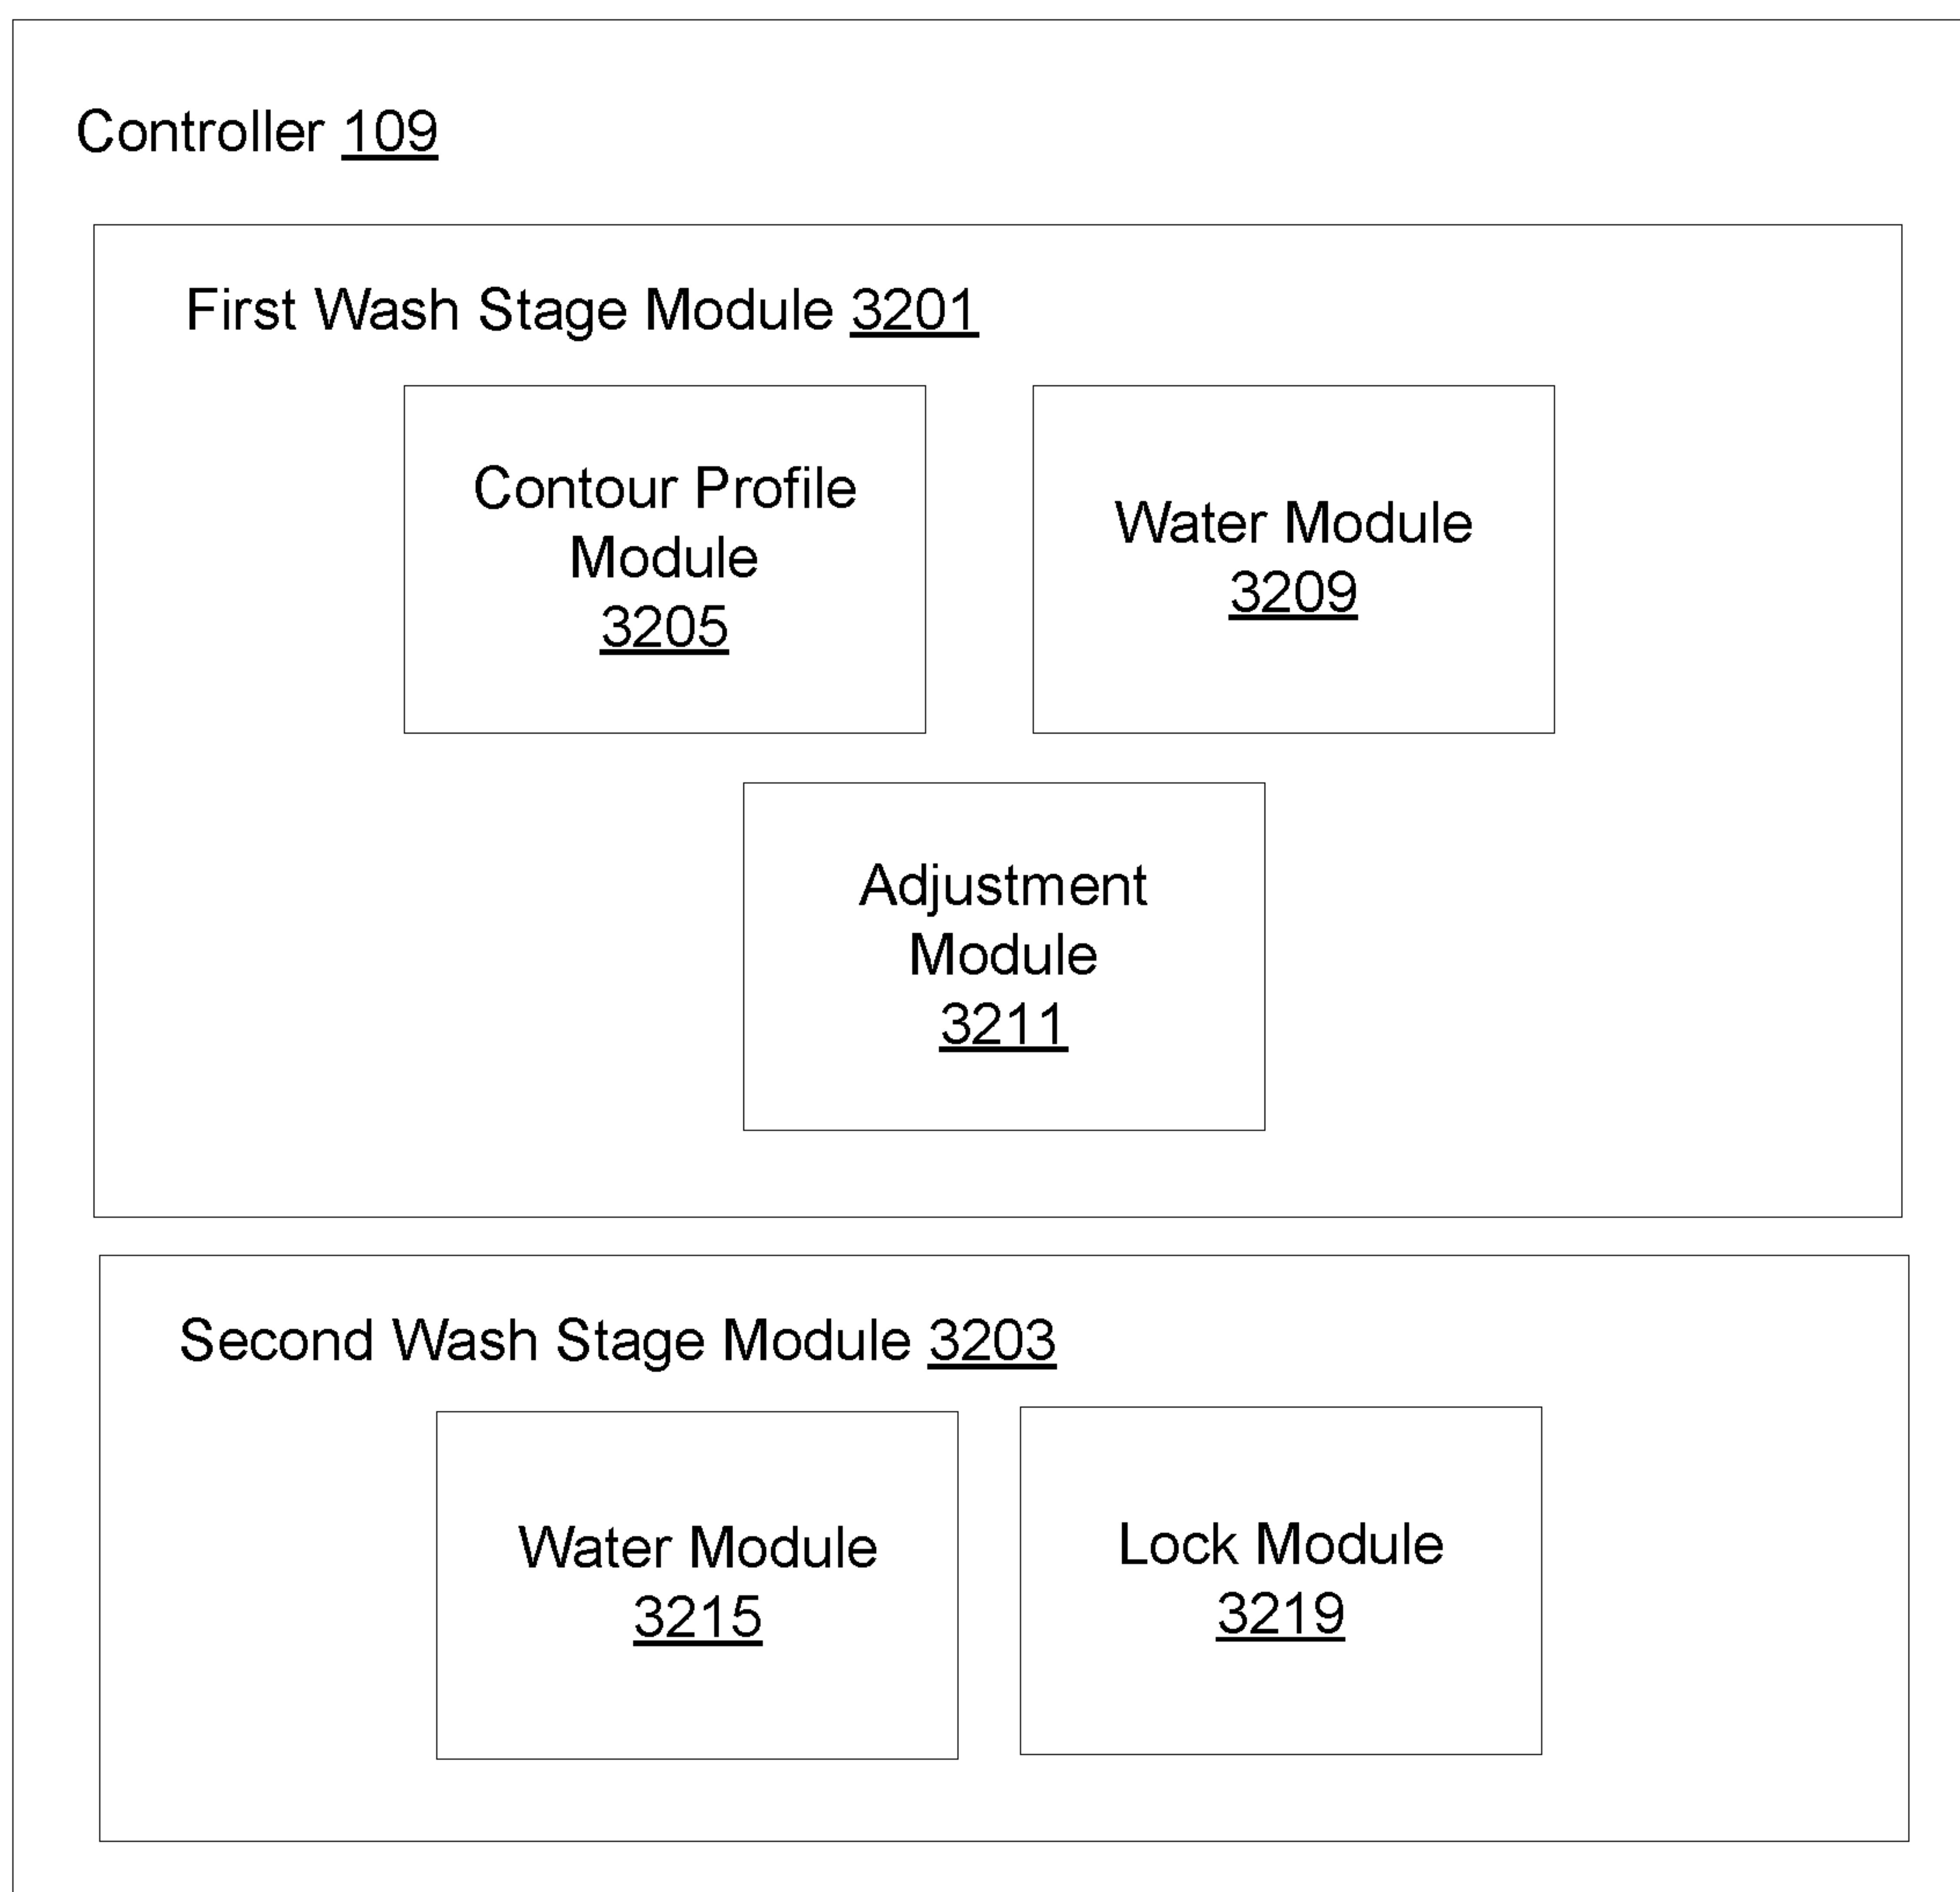 Controller 109
First Wash Stage Module 3201
Contour Profile
Module
3205
Water Module
3209
Adjustment
Module
3211
Second Wash Stage Module 3203
Water Module
3215
Lock Module
3219